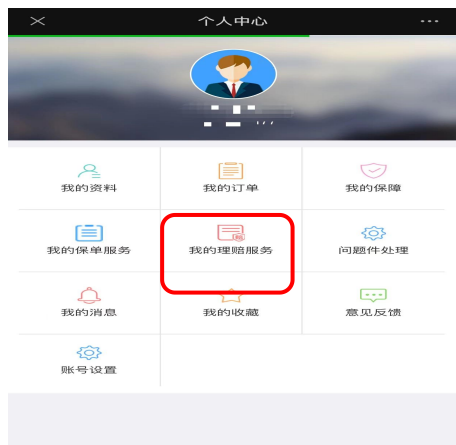 个人中心
我的资料
我的订单
我的保障
我的保单服务
我的理赔服务
问题件处理
我的消息
我的收藏
意见反馈
账号设置